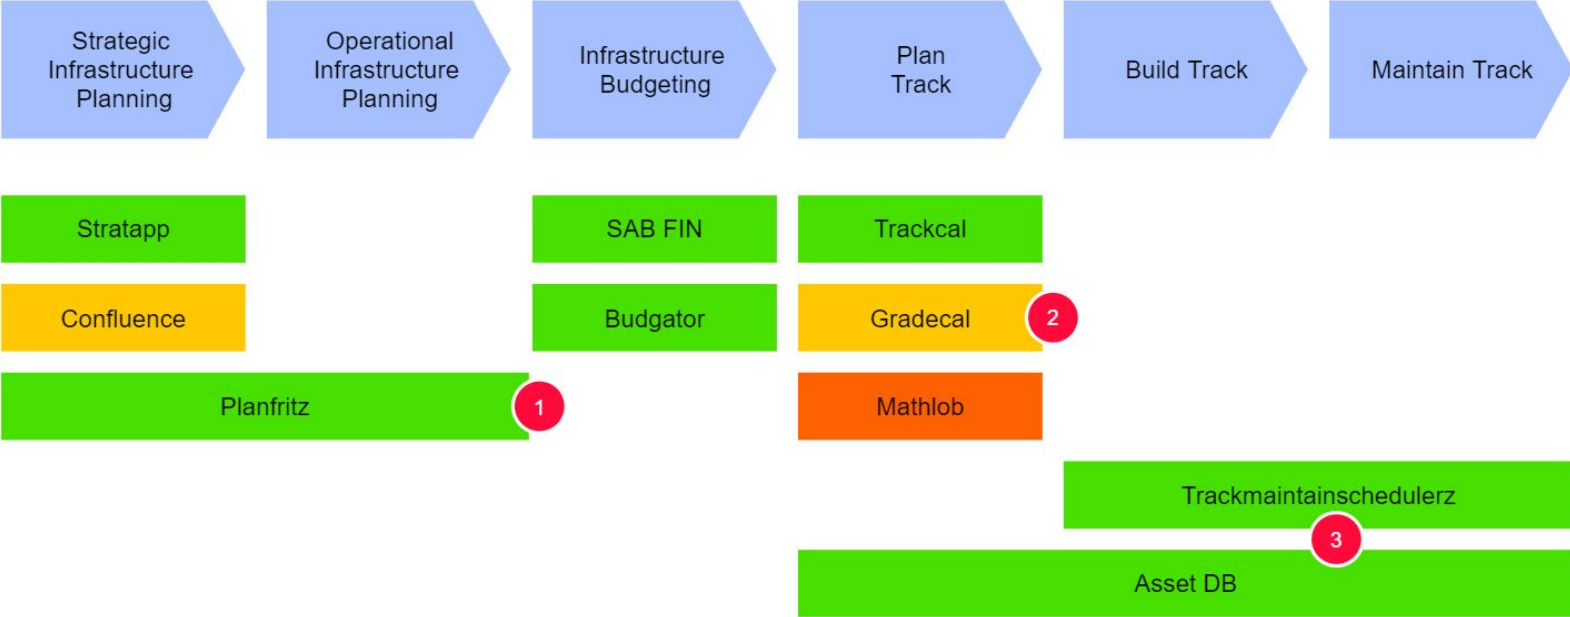 Strategic
Infrastructure
Planning
Operational
Infrastructure
Planning
Infrastructure
Budgeting
Plan
Track
Build Track
Maintain Track
Stratapp
SAB FIN
Trackcal
Confluence
Budgator
Gradecal
2
Planfritz
1
Mathlob
Trackmaintainschedulerz
3
Asset DB